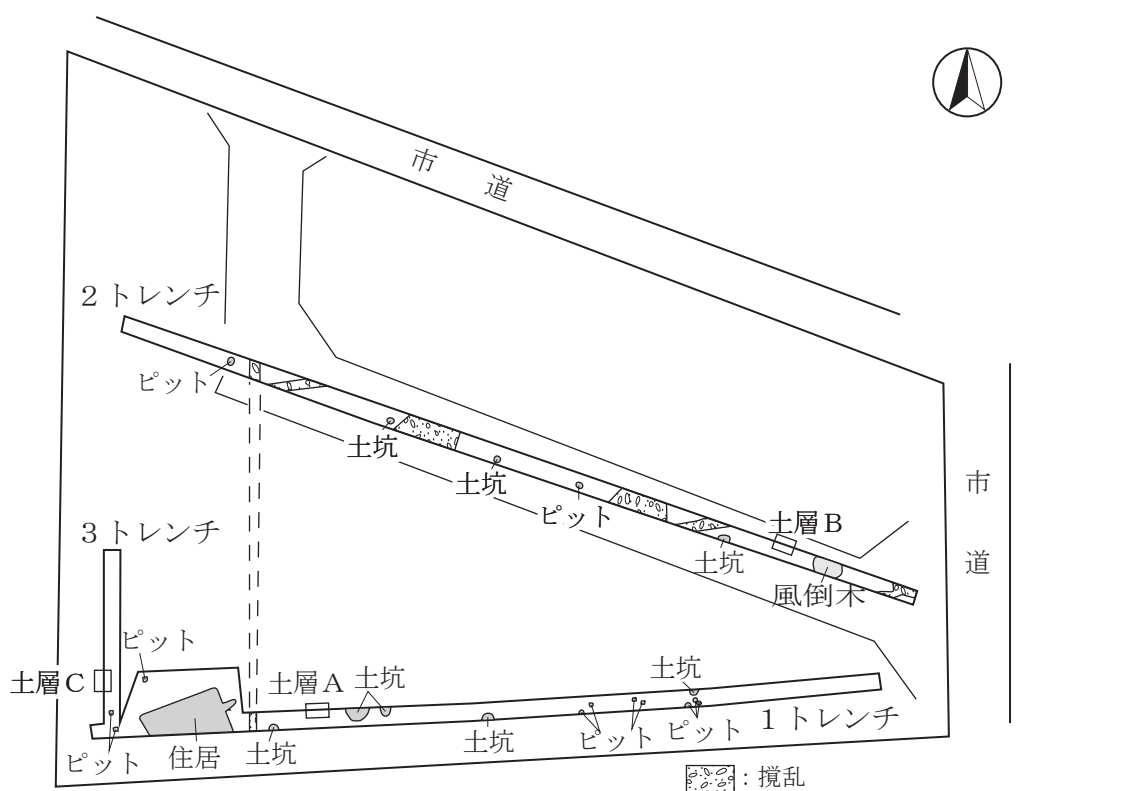 市　道
２トレンチ
ピット
土坑
土坑
ピット
市
道
土層Ｂ
土坑
風倒木
３トレンチ
ピット
土層Ｃ
土層Ａ
土坑
土坑
１トレンチ
ピット
住居
土坑
土坑
ピット
ピット
：撹乱